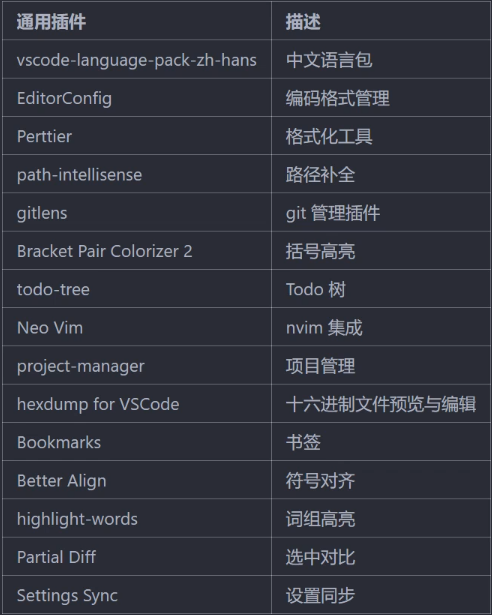 通用插件 描述
vscode-language-pack-zh-hans 中文语言包
EditorConfig 编码格式管理
Perttier 格式化工具
path-intellisense 路径补全
gitlens git 管理插件
Bracket Pair Colorizer 2 括号高亮
todo-tree Todo 树
Neo Vim nvim 集成
project-manager 项目管理
hexdump for VSCode 十六进制文件预览与编辑
Bookmarks 书签
Better Align 符号对齐
highlight-words 词组高亮
Partial Diff 选中对比
Settings Sync 设置同步